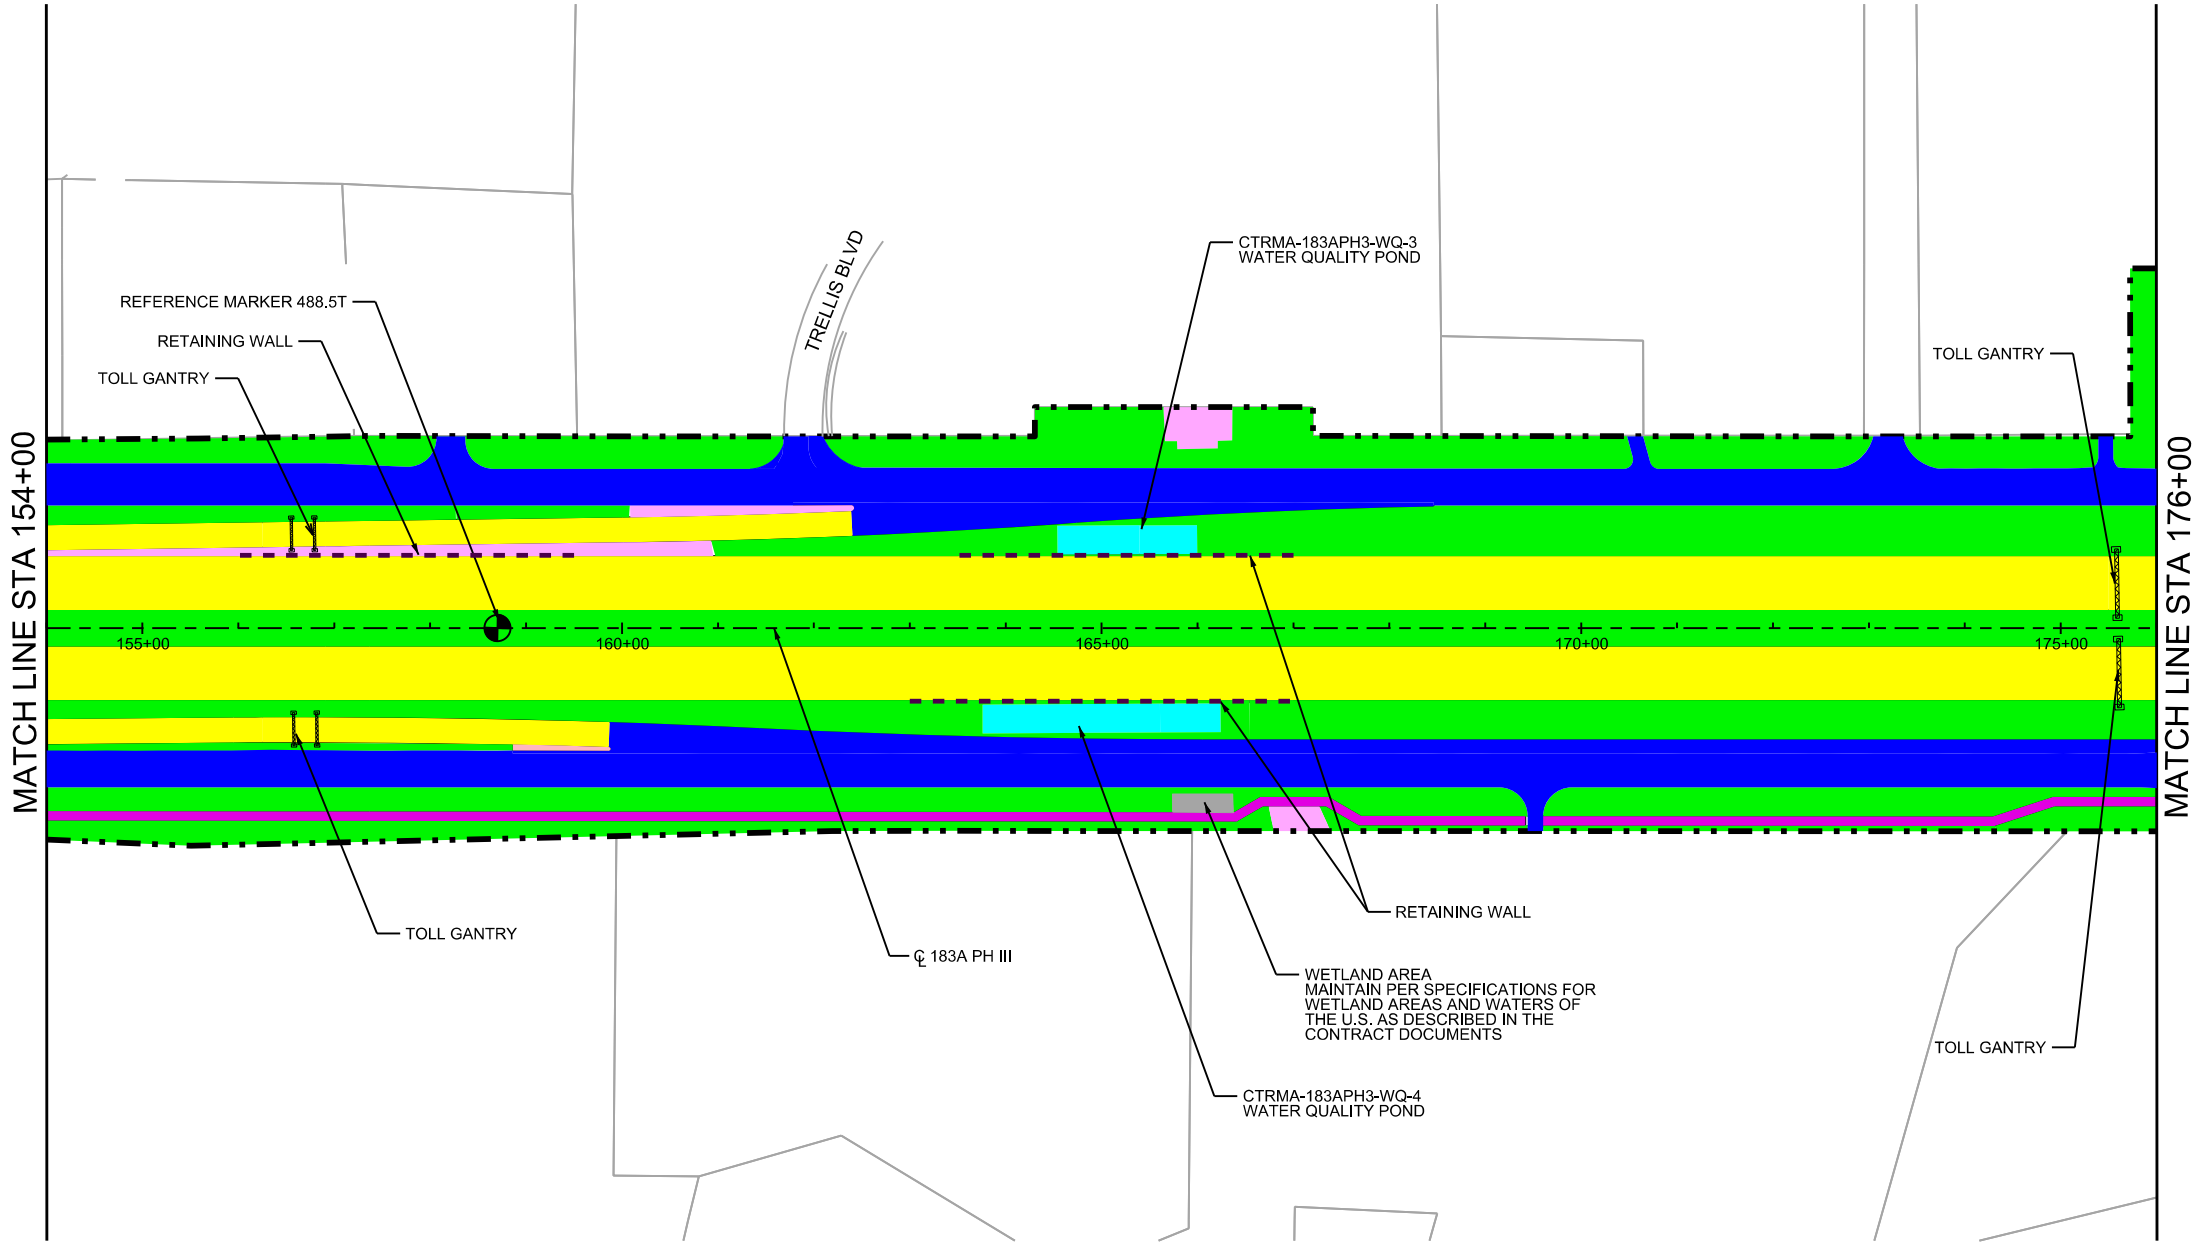 TRELLIS BLVD
CTRMA-183APH3-WQ-3
WATER QUALITY POND
REFERENCE MARKER 488.5T
RETAINING WALL
TOLL GANTRY
TOLL GANTRY
MATCH LINE STA 154+00
MATCH LINE STA 176+00
155+00
160+00
165+00
170+00
175+00
RETAINING WALL
TOLL GANTRY
℄ 183A PH III
WETLAND AREA
MAINTAIN PER SPECIFICATIONS FOR
WETLAND AREAS AND WATERS OF
THE U.S. AS DESCRIBED IN THE
CONTRACT DOCUMENTS
TOLL GANTRY
CTRMA-183APH3-WQ-4
WATER QUALITY POND